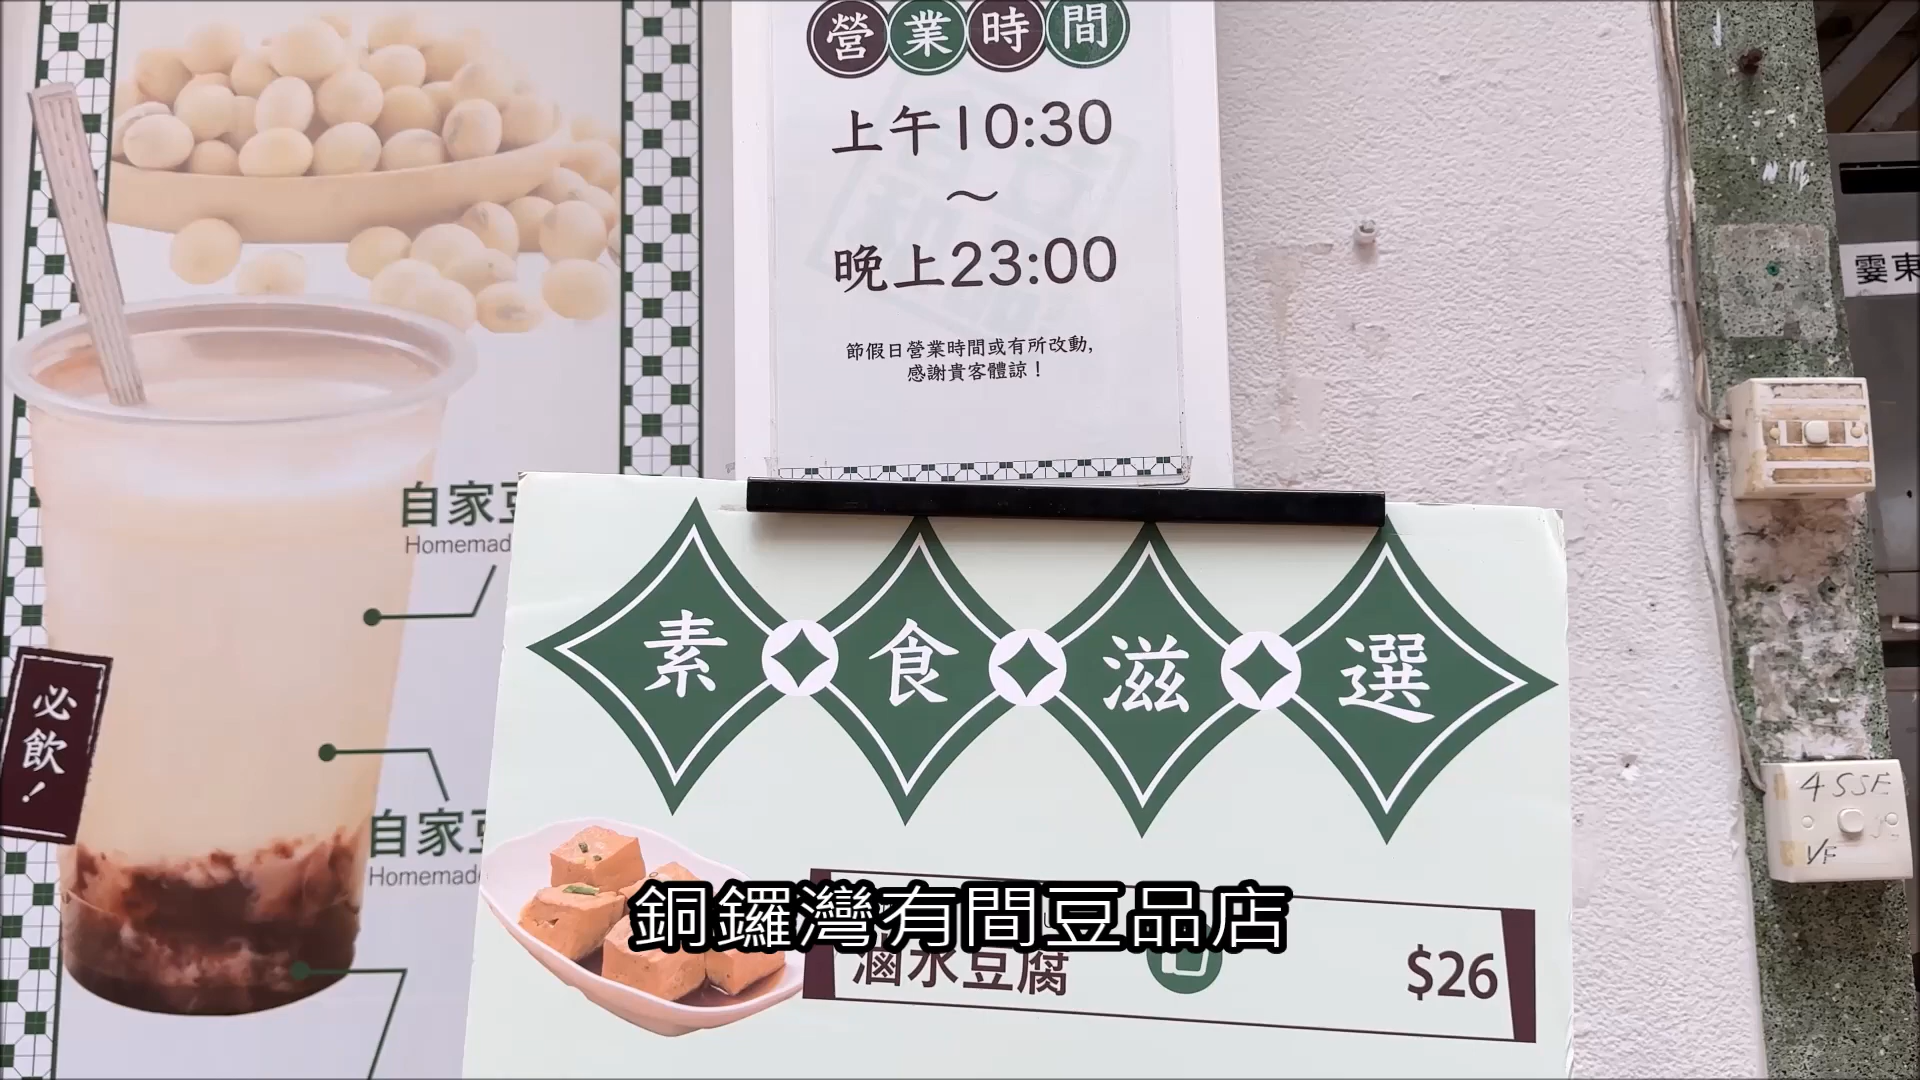 營業時間
上午10:30
～
晚上23:00
節假日營業時間或有所改動,
感謝貴客體諒！
自家豆
Homemad
必飲！
自家豆
Homemade
素食滋選
滷水豆腐 $26
銅鑼灣有間豆品店
霎東
4SSF